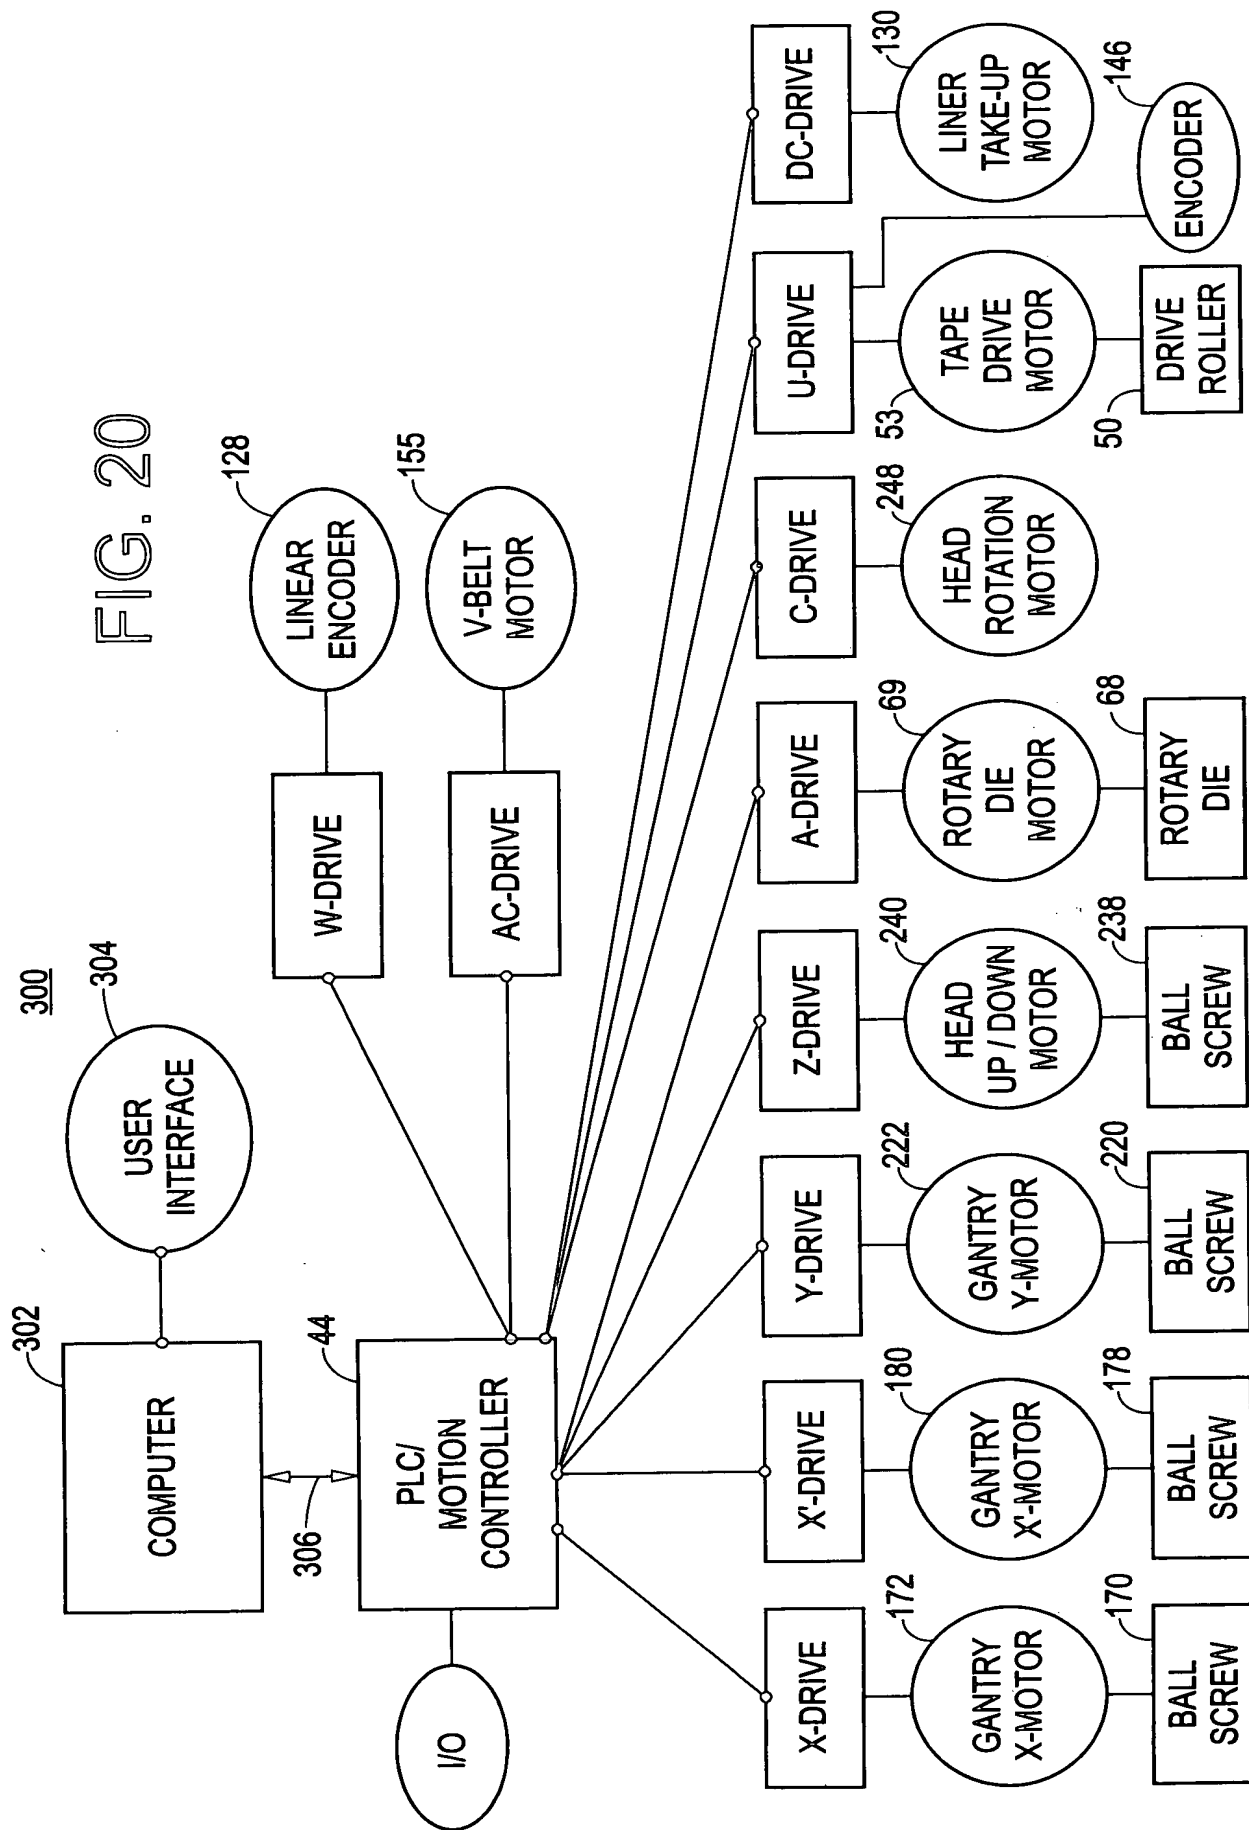 FIG. 20
300
302
COMPUTER
304
USER
INTERFACE
306
44
PLC/
MOTION
CONTROLLER
I/O
W-DRIVE
128
LINEAR
ENCODER
AC-DRIVE
155
V-BELT
MOTOR
X-DRIVE
X'-DRIVE
Y-DRIVE
Z-DRIVE
A-DRIVE
C-DRIVE
U-DRIVE
DC-DRIVE
172
GANTRY
X-MOTOR
180
GANTRY
X'-MOTOR
222
GANTRY
Y-MOTOR
240
HEAD
UP / DOWN
MOTOR
69
ROTARY
DIE
MOTOR
248
HEAD
ROTATION
MOTOR
53
TAPE
DRIVE
MOTOR
130
LINER
TAKE-UP
MOTOR
170
BALL
SCREW
178
BALL
SCREW
220
BALL
SCREW
238
BALL
SCREW
68
ROTARY
DIE
50
DRIVE
ROLLER
146
ENCODER